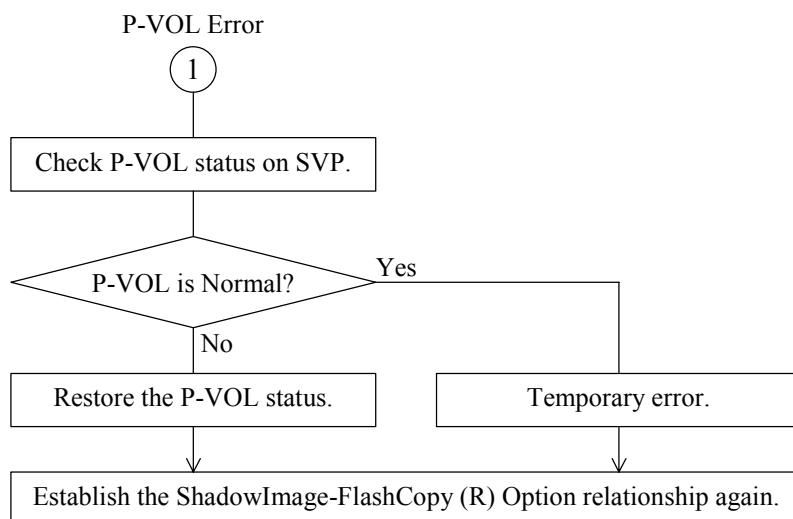 P-VOL Error
1
Check P-VOL status on SVP.
P-VOL is Normal?
Yes
No
Restore the P-VOL status.
Temporary error.
Establish the ShadowImage-FlashCopy (R) Option relationship again.